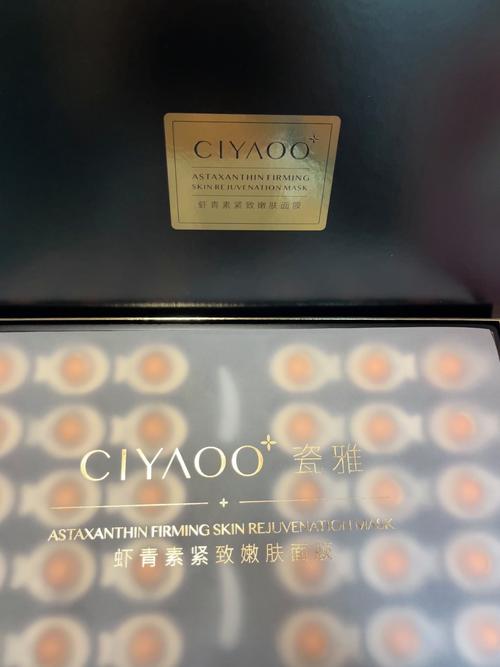 CIYAOO
ASTAXANTHIN FIRMING
SKIN REJUVENATION MASK
虾青素紧致嫩肤面膜
CIYAOO 瓷雅
ASTAXANTHIN FIRMING SKIN REJUVENATION MASK
虾青素紧致嫩肤面膜